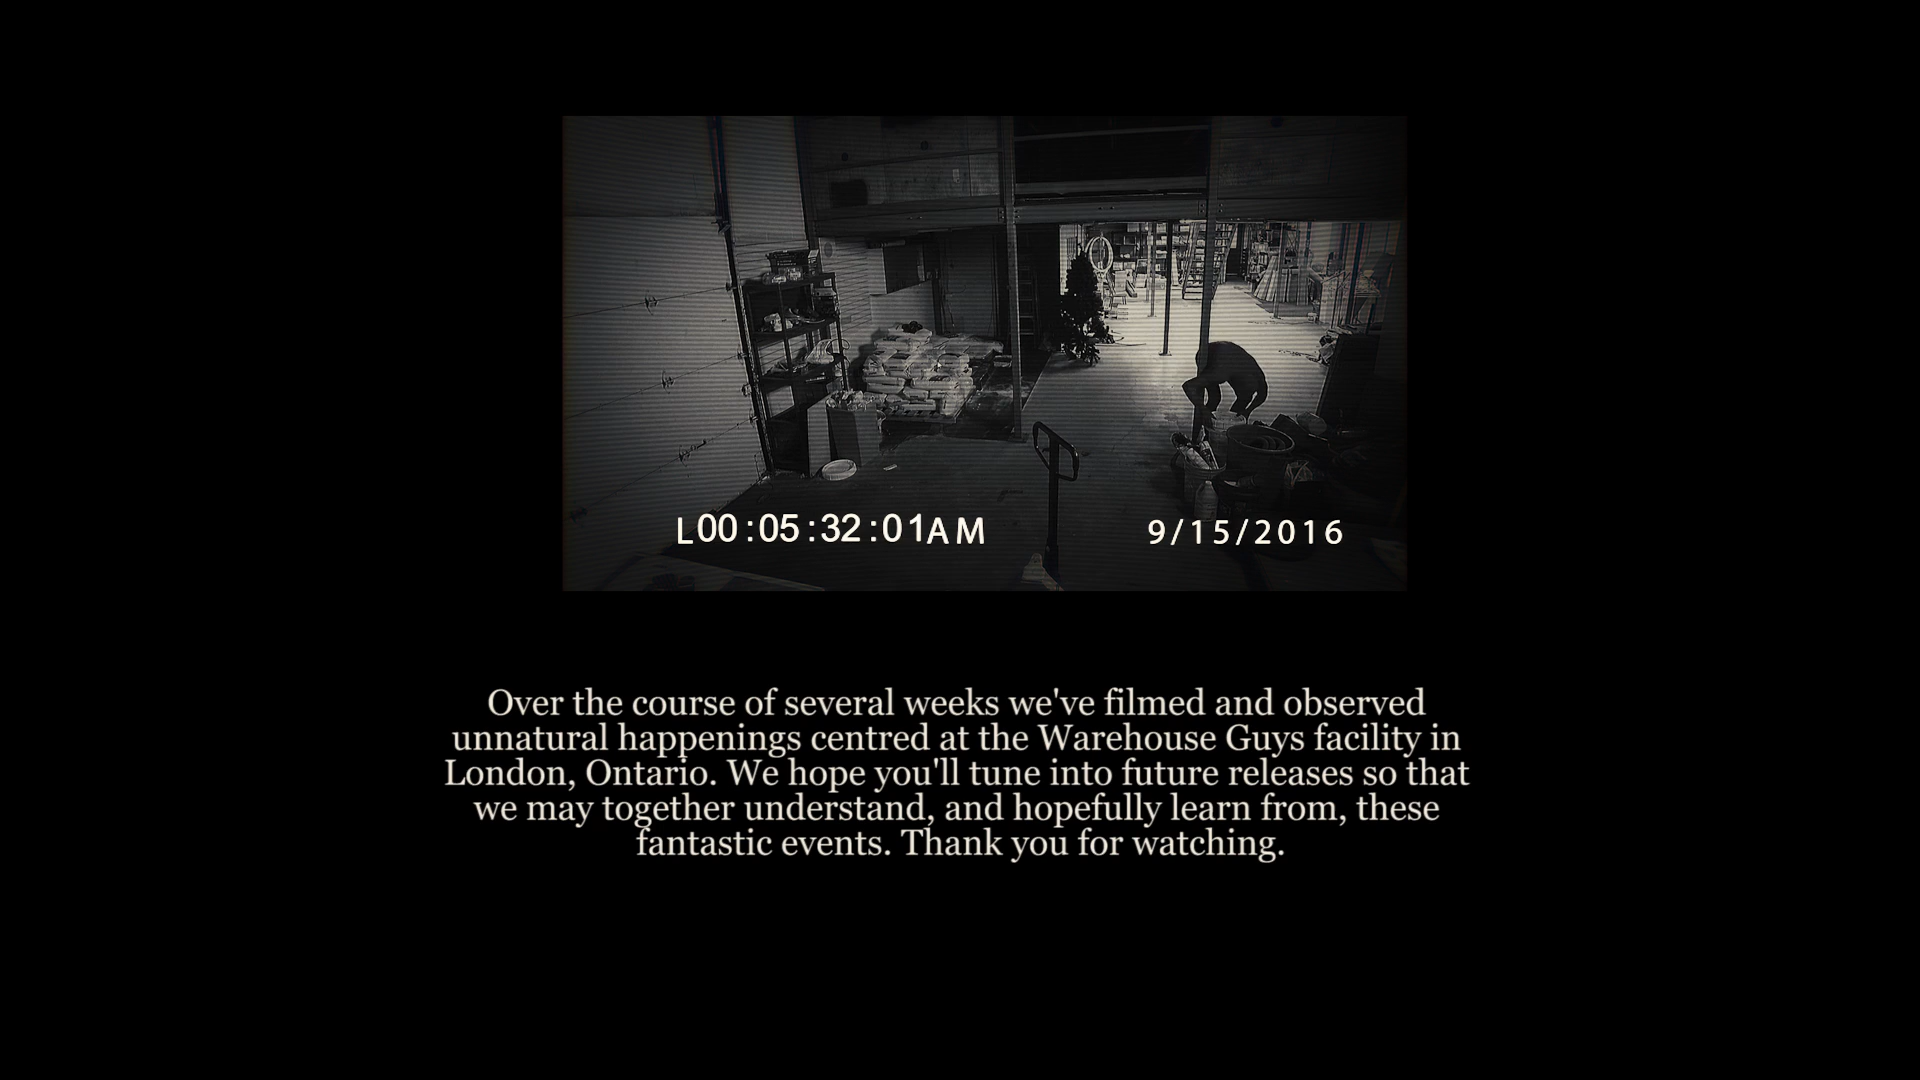 L00:05:32:01AM 9/15/2016
Over the course of several weeks we've filmed and observed
unnatural happenings centred at the Warehouse Guys facility in
London, Ontario. We hope you'll tune into future releases so that
we may together understand, and hopefully learn from, these
fantastic events. Thank you for watching.